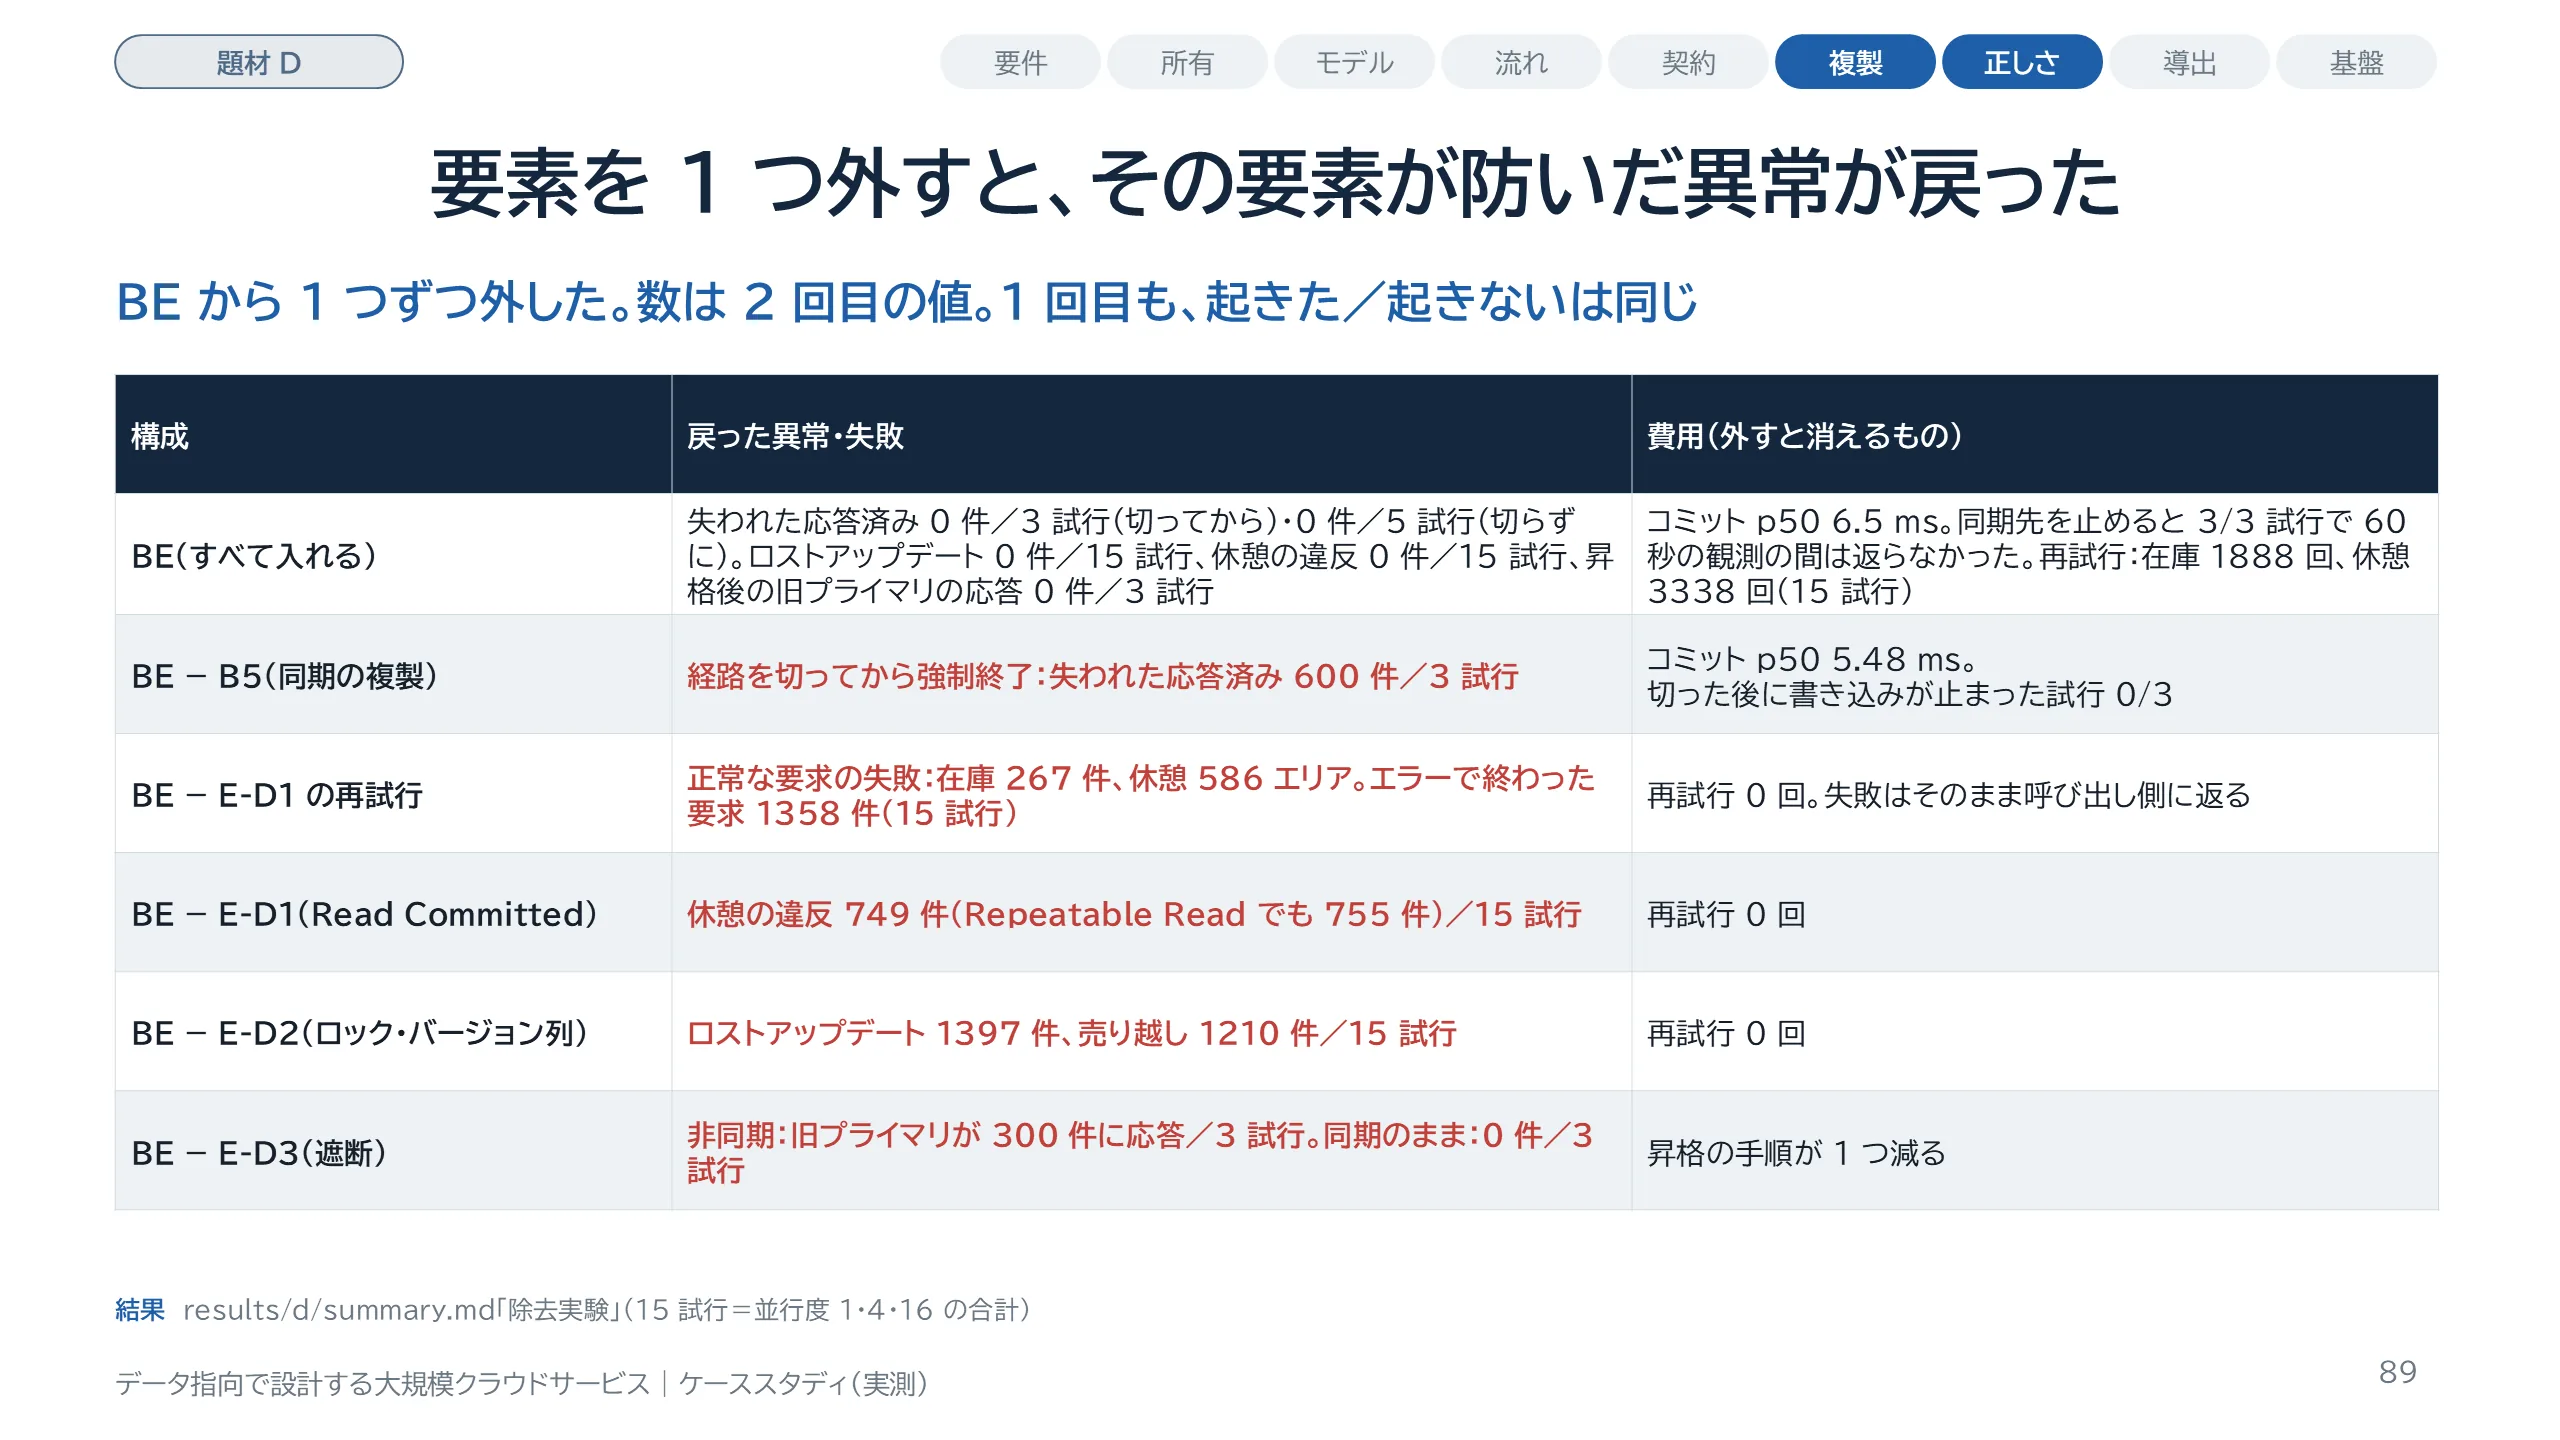 題材 D
要件
所有
モデル
流れ
契約
複製
正しさ
導出
基盤
要素を 1 つ外すと、その要素が防いだ異常が戻った
BE から 1 つずつ外した。数は 2 回目の値。1 回目も、起きた／起きないは同じ
構成
戻った異常・失敗
費用（外すと消えるもの）
BE（すべて入れる）
失われた応答済み 0 件／3 試行（切ってから）・0 件／5 試行（切らず
に）。ロストアップデート 0 件／15 試行、休憩の違反 0 件／15 試行、昇
格後の旧プライマリの応答 0 件／3 試行
コミット p50 6.5 ms。同期先を止めると 3/3 試行で 60
秒の観測の間は返らなかった。再試行：在庫 1888 回、休憩
3338 回（15 試行）
BE − B5（同期の複製）
経路を切ってから強制終了：失われた応答済み 600 件／3 試行
コミット p50 5.48 ms。
切った後に書き込みが止まった試行 0/3
BE − E-D1 の再試行
正常な要求の失敗：在庫 267 件、休憩 586 エリア。エラーで終わった
要求 1358 件（15 試行）
再試行 0 回。失敗はそのまま呼び出し側に返る
BE − E-D1（Read Committed）
休憩の違反 749 件（Repeatable Read でも 755 件）／15 試行
再試行 0 回
BE − E-D2（ロック・バージョン列）
ロストアップデート 1397 件、売り越し 1210 件／15 試行
再試行 0 回
BE − E-D3（遮断）
非同期：旧プライマリが 300 件に応答／3 試行。同期のまま：0 件／3
試行
昇格の手順が 1 つ減る
結果 results/d/summary.md「除去実験」（15 試行＝並行度 1・4・16 の合計）
データ指向で設計する大規模クラウドサービス｜ケーススタディ（実測）
89